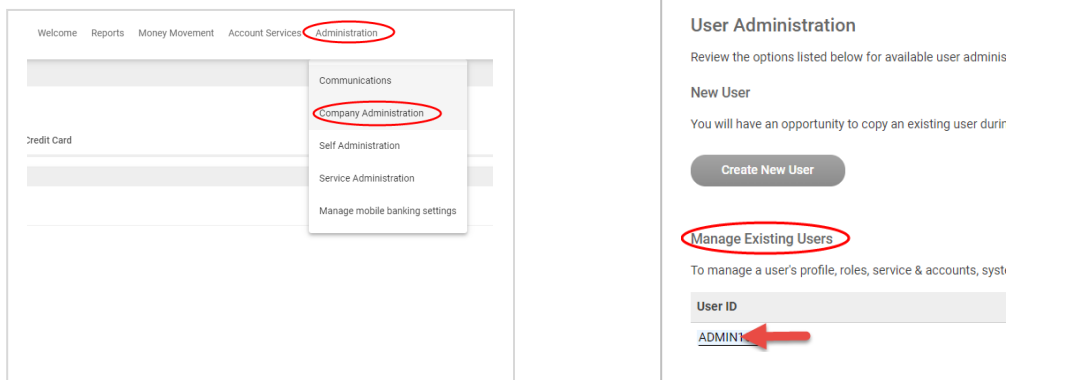 Welcome Reports Money Movement Account Services Administration
Communications
Company Administration
Credit Card
Self Administration
Service Administration
Manage mobile banking settings
User Administration
Review the options listed below for available user adminis
New User
You will have an opportunity to copy an existing user durin
Create New User
Manage Existing Users
To manage a user's profile, roles, service & accounts, syst
User ID
ADMIN1